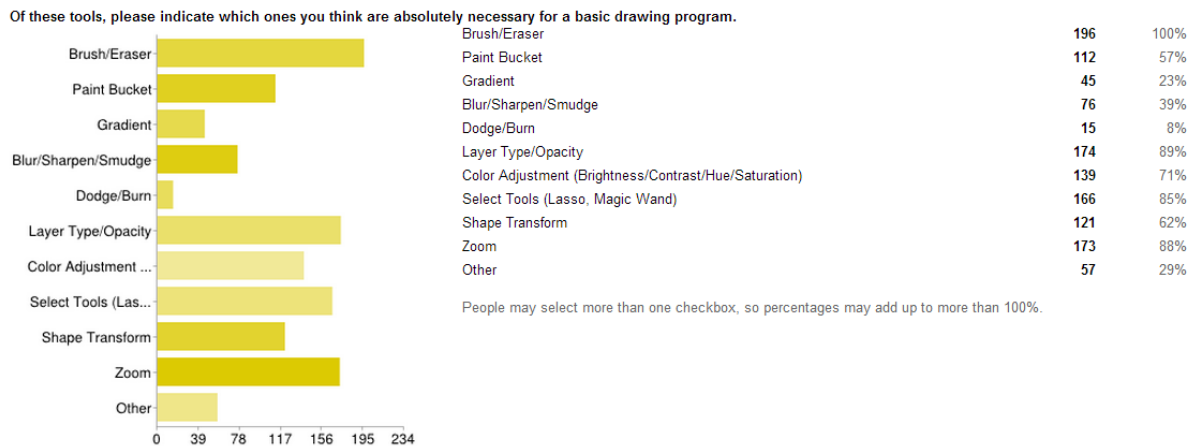 Of these tools, please indicate which ones you think are absolutely necessary for a basic drawing program.
Brush/Eraser
Paint Bucket
Gradient
Blur/Sharpen/Smudge
Dodge/Burn
Layer Type/Opacity
Color Adjustment ...
Select Tools (Las...
Shape Transform
Zoom
Other
0 39 78 117 156 195 234
Brush/Eraser 196 100%
Paint Bucket 112 57%
Gradient 45 23%
Blur/Sharpen/Smudge 76 39%
Dodge/Burn 15 8%
Layer Type/Opacity 174 89%
Color Adjustment (Brightness/Contrast/Hue/Saturation) 139 71%
Select Tools (Lasso, Magic Wand) 166 85%
Shape Transform 121 62%
Zoom 173 88%
Other 57 29%
People may select more than one checkbox, so percentages may add up to more than 100%.